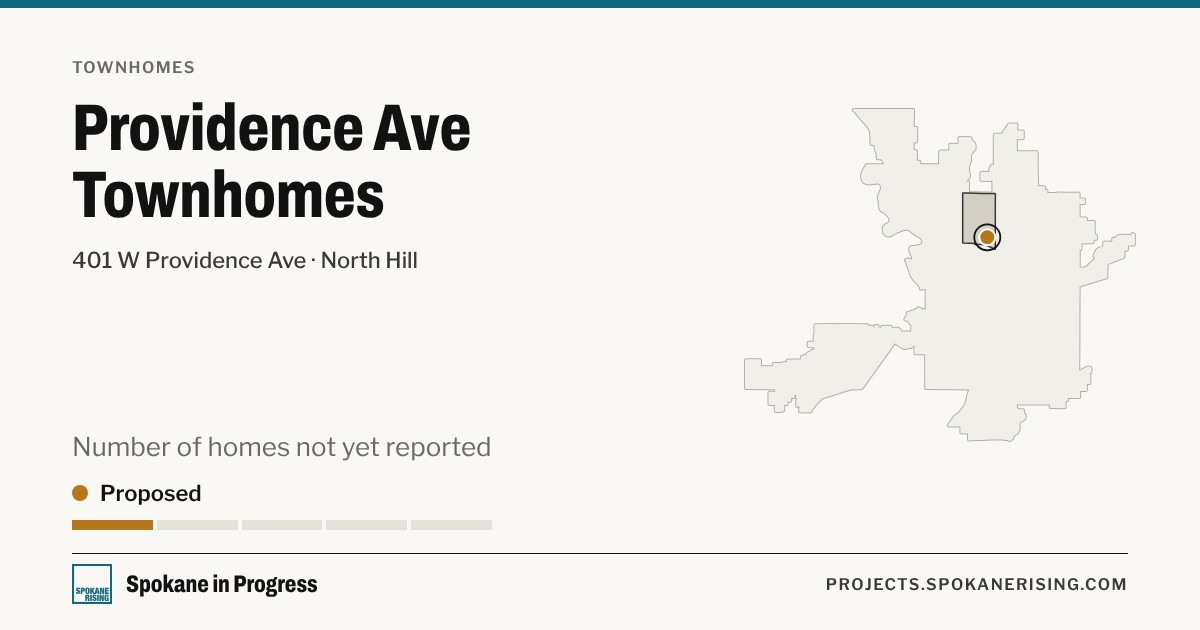 TOWNHOMES
Providence Ave
Townhomes
401 W Providence Ave · North Hill
Number of homes not yet reported
Proposed
SPOKANE
RISING
Spokane in Progress
PROJECTS.SPOKANERISING.COM